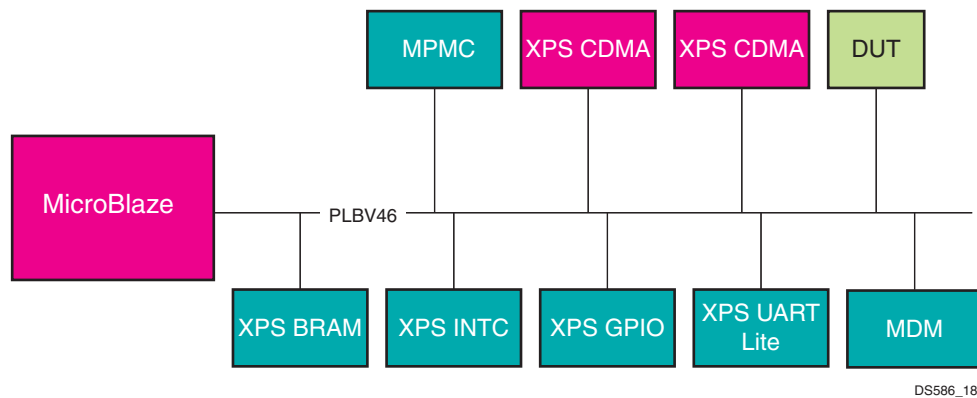 MPMC
XPS CDMA
XPS CDMA
DUT
MicroBlaze
PLBV46
XPS BRAM
XPS INTC
XPS GPIO
XPS UART
Lite
MDM
DS586_18